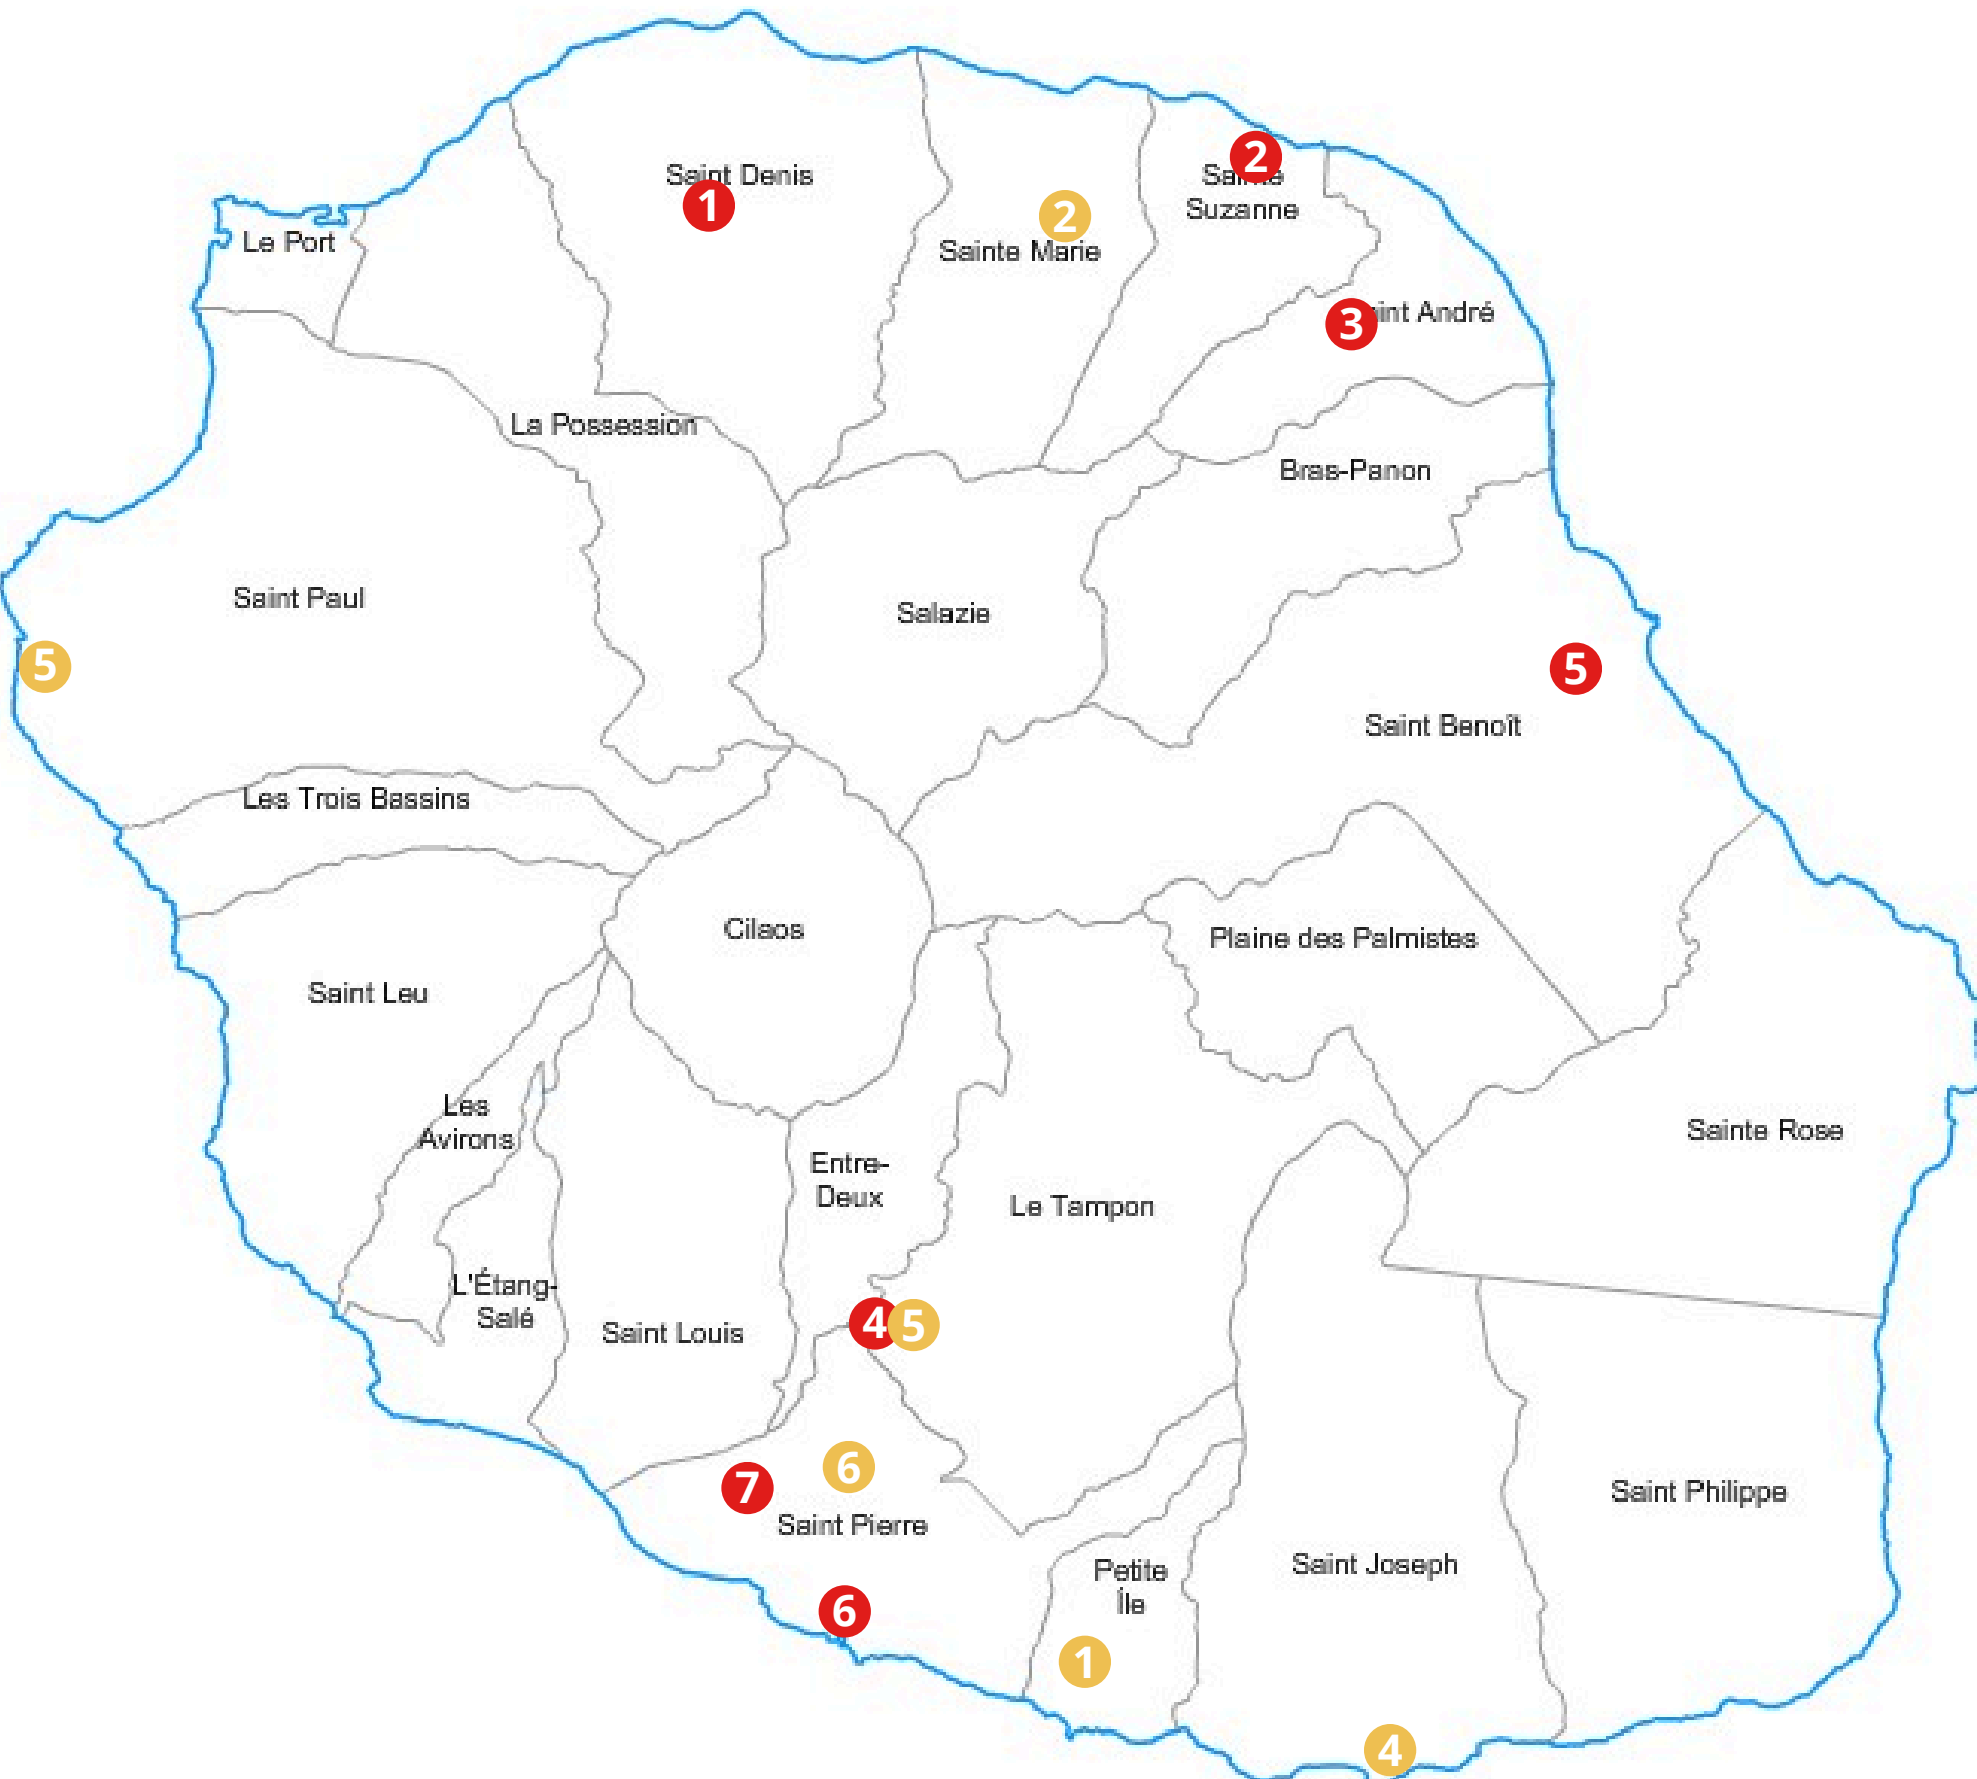 Saint Denis
1
2
Suzanne
2
Sainte Marie
Le Port
3
André
La Possession
Bras-Panon
Saint Paul
Salazie
5
5
Saint Benoît
Les Trois Bassins
Cilaos
Plaine des Palmistes
Saint Leu
Les
Avirons
Sainte Rose
Entre-
Deux
Le Tampon
L'Étang-
Salé
Saint Louis
4
5
6
7
Saint Pierre
Saint Philippe
Petite
Île
Saint Joseph
6
1
4